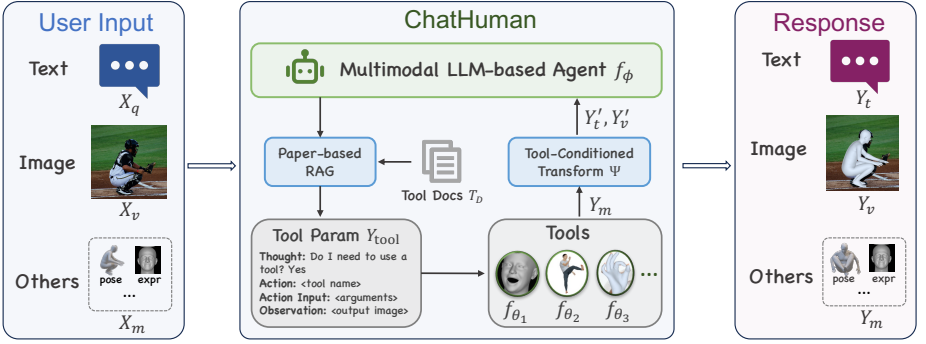 User Input
Text
X_q
Image
X_v
Others
pose
expr
...
X_m
ChatHuman
Multimodal LLM-based Agent f_ϕ
Paper-based
RAG
Tool Docs T_D
Tool-Conditioned
Transform Ψ
Y_t′, Y_v′
Y_m
Tool Param Y_tool
Thought: Do I need to use a
tool? Yes
Action: <tool name>
Action Input: <arguments>
Observation: <output image>
Tools
...
f_θ1
f_θ2
f_θ3
Response
Text
Y_t
Image
Y_v
Others
pose
expr
...
Y_m